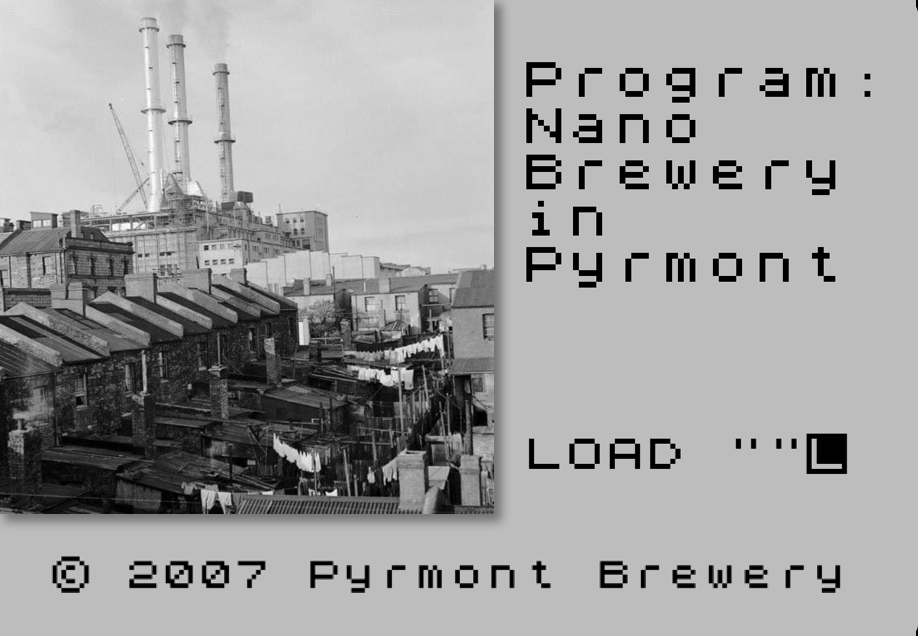 Program:
Nano
Brewery
in
Pyrmont
LOAD ""L
© 2007 Pyrmont Brewery